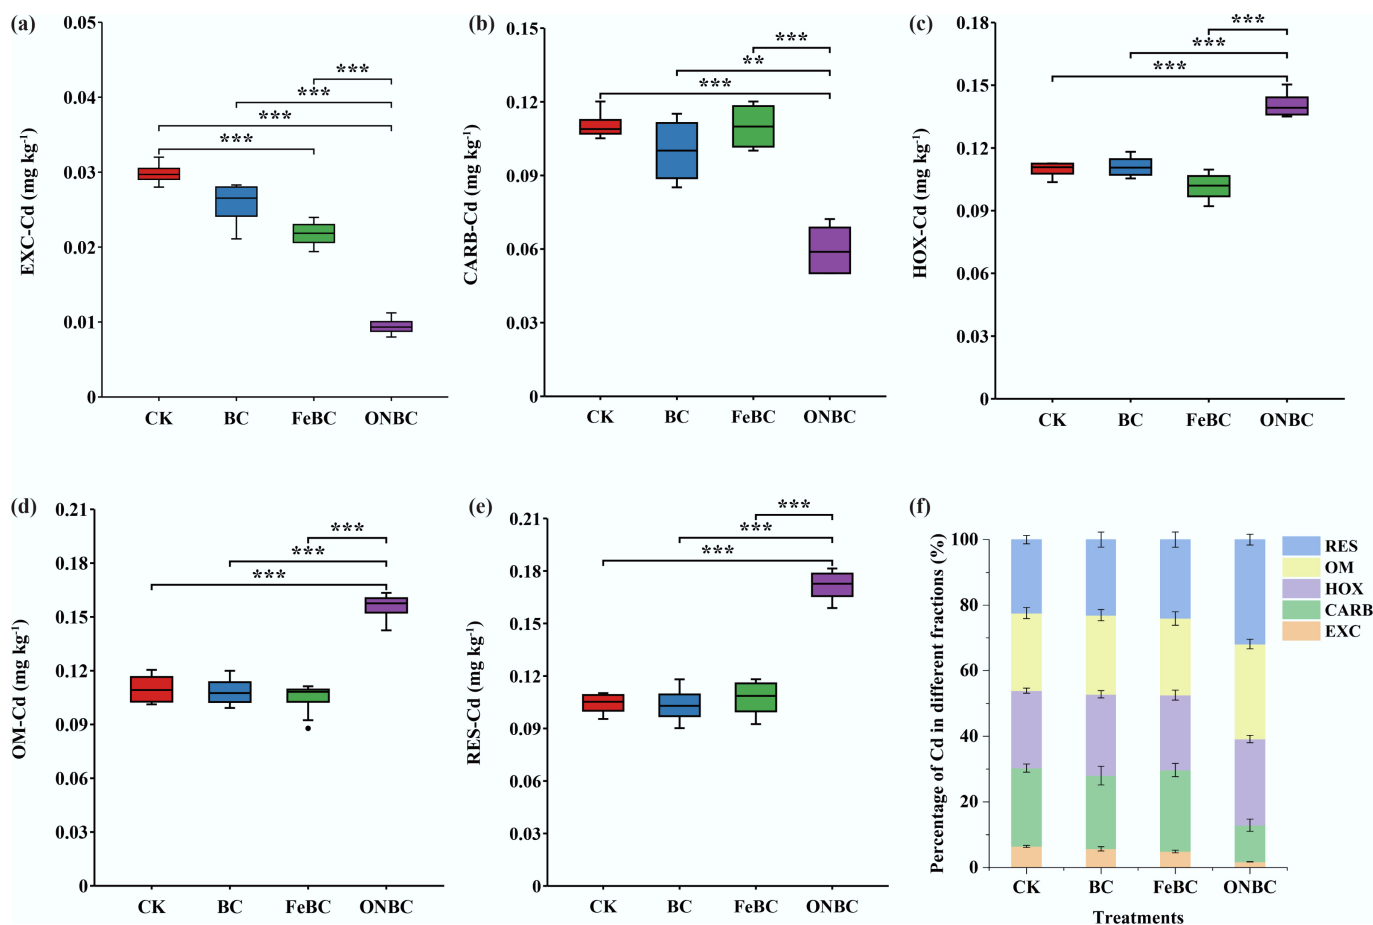 (a)
EXC-Cd (mg kg⁻¹)
0.05
0.04
0.03
0.02
0.01
0
***
***
***
***
CK BC FeBC ONBC
(b)
CARB-Cd (mg kg⁻¹)
0.15
0.12
0.09
0.06
0.03
0
***
**
***
CK BC FeBC ONBC
(c)
HOX-Cd (mg kg⁻¹)
0.18
0.15
0.12
0.09
0.06
0.03
0
***
***
***
CK BC FeBC ONBC
(d)
OM-Cd (mg kg⁻¹)
0.21
0.18
0.15
0.12
0.09
0.06
0.03
0
***
***
***
CK BC FeBC ONBC
(e)
RES-Cd (mg kg⁻¹)
0.21
0.18
0.15
0.12
0.09
0.06
0.03
0
***
***
***
CK BC FeBC ONBC
(f)
Percentage of Cd in different fractions (%)
100
80
60
40
20
0
RES
OM
HOX
CARB
EXC
CK BC FeBC ONBC
Treatments